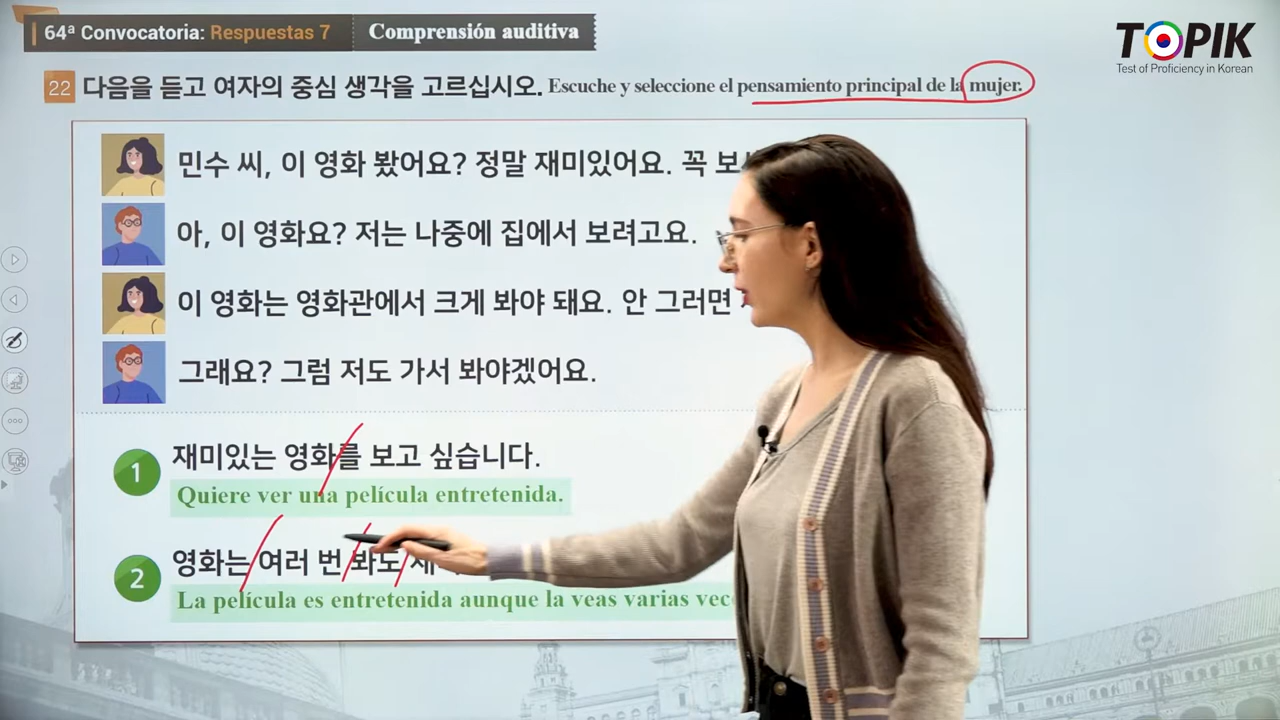 64ª Convocatoria: Respuestas 7
Comprensión auditiva
TOPIK
Test of Proficiency in Korean
22 다음을 듣고 여자의 중심 생각을 고르십시오. Escuche y seleccione el pensamiento principal de la mujer.
민수 씨, 이 영화 봤어요? 정말 재미있어요. 꼭
아, 이 영화요? 저는 나중에 집에서 보려고요.
이 영화는 영화관에서 크게 봐야 돼요. 안 그러면
그래요? 그럼 저도 가서 봐야겠어요.
1 재미있는 영화를 보고 싶습니다.
Quiere ver una película entretenida.
2 영화는 여러 번 봐도
La película es entretenida aunque la veas varias